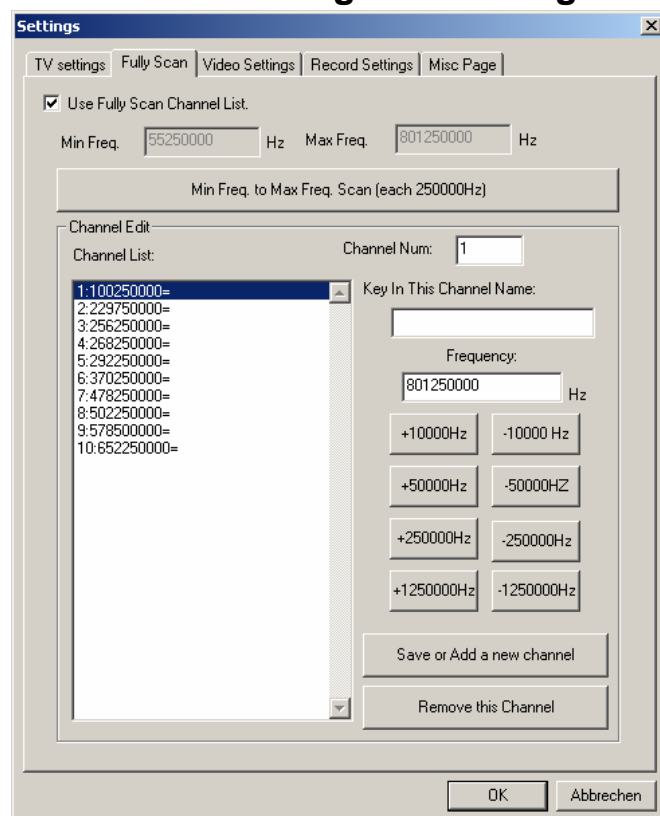 Settings
TV settings Fully Scan Video Settings Record Settings Misc Page
Use Fully Scan Channel List.
Min Freq. 55250000 Hz Max Freq. 801250000 Hz
Min Freq. to Max Freq. Scan (each 250000Hz)
Channel Edit
Channel List:
Channel Num: 1
1:100250000=
2:229750000=
3:256250000=
4:268250000=
5:292250000=
6:370250000=
7:478250000=
8:502250000=
9:578500000=
10:652250000=
Key In This Channel Name:
Frequency:
801250000 Hz
+10000Hz -10000 Hz
+50000Hz -50000HZ
+250000Hz -250000Hz
+1250000Hz -1250000Hz
Save or Add a new channel
Remove this Channel
OK Abbrechen